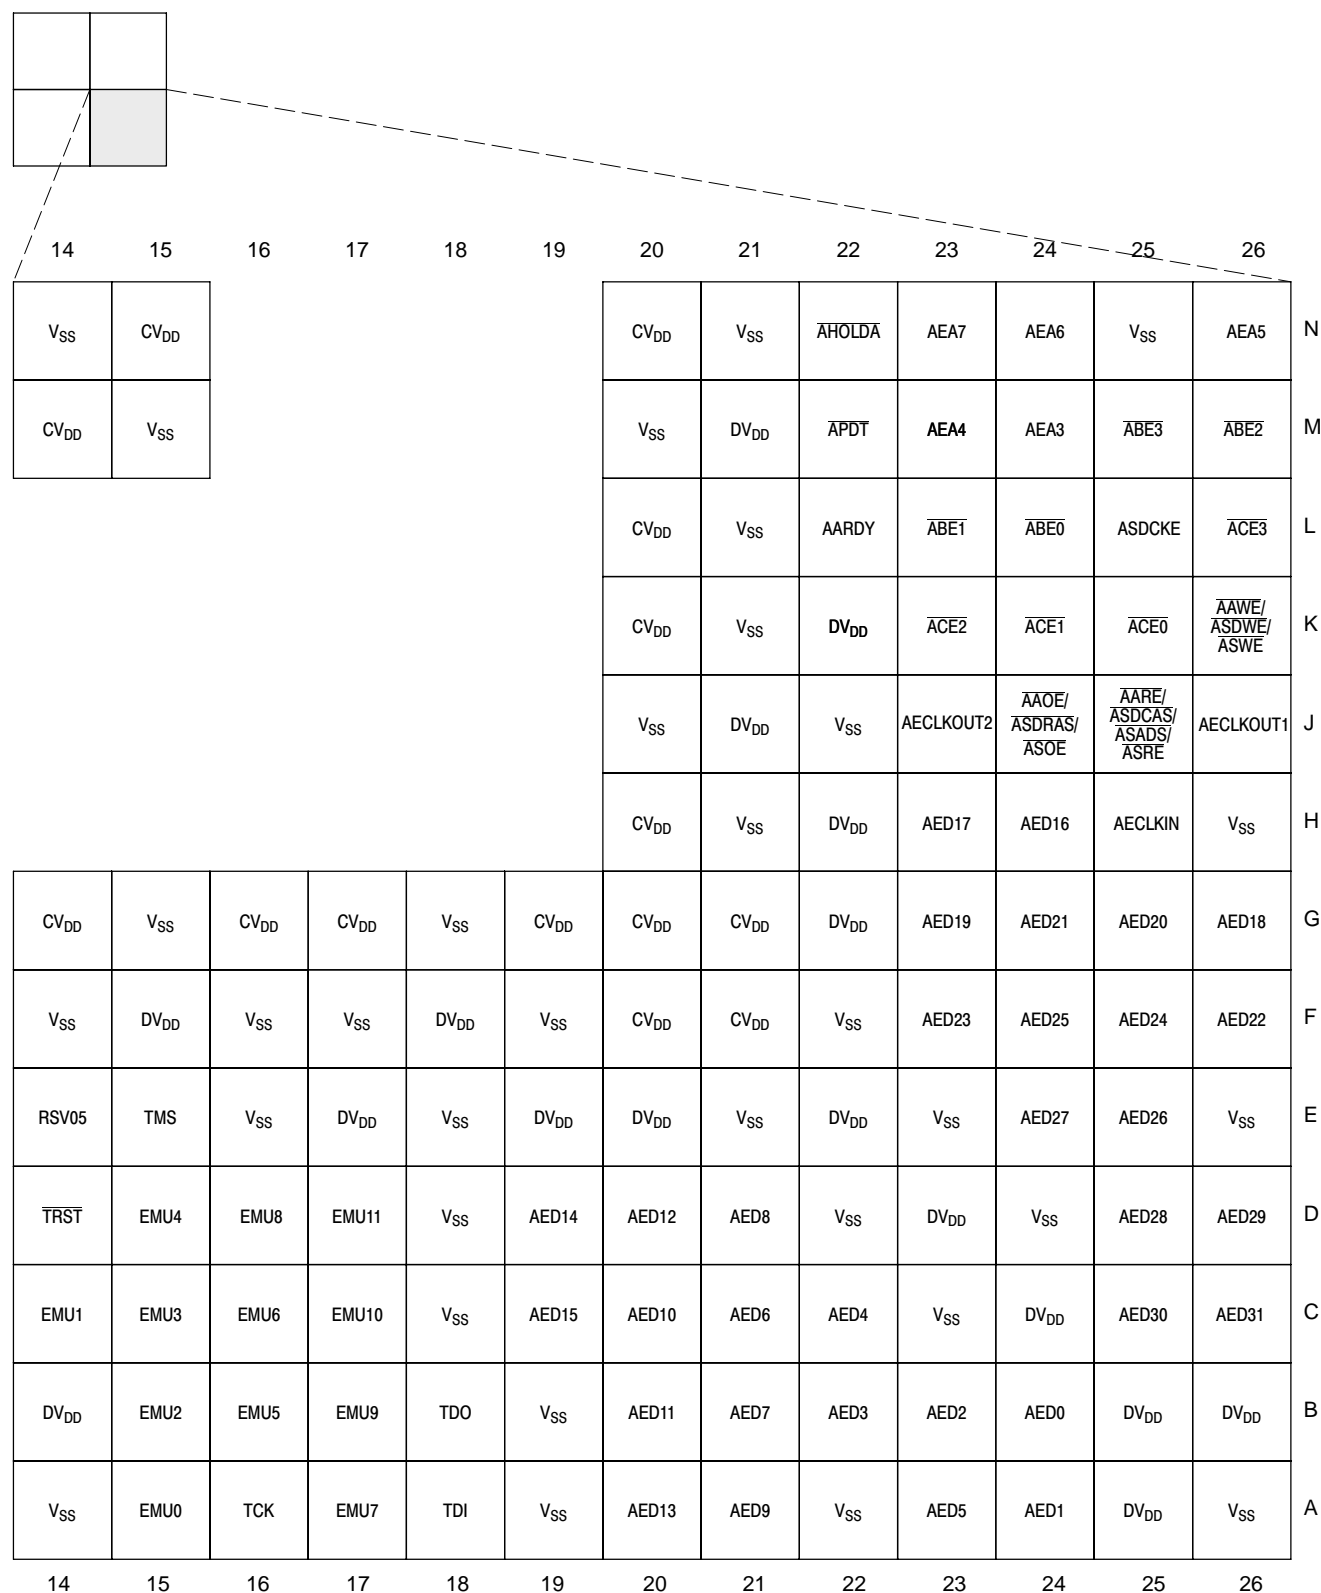 14 15 16 17 18 19 20 21 22 23 24 25 26
VSS CVDD CVDD VSS AHOLDA AEA7 AEA6 VSS AEA5 N
CVDD VSS VSS DVDD APDT AEA4 AEA3 ABE3 ABE2 M
CVDD VSS AARDY ABE1 ABE0 ASDCKE ACE3 L
CVDD VSS DVDD ACE2 ACE1 ACE0 AAWE/ ASDWE/ ASWE K
VSS DVDD VSS AECLKOUT2 AAOE/ ASDRAS/ ASOE AARE/ ASDCAS/ ASADS/ ASRE AECLKOUT1 J
CVDD VSS DVDD AED17 AED16 AECLKIN VSS H
CVDD VSS CVDD CVDD VSS CVDD CVDD CVDD DVDD AED19 AED21 AED20 AED18 G
VSS DVDD VSS VSS DVDD VSS CVDD CVDD VSS AED23 AED25 AED24 AED22 F
RSV05 TMS VSS DVDD VSS DVDD DVDD VSS DVDD VSS AED27 AED26 VSS E
TRST EMU4 EMU8 EMU11 VSS AED14 AED12 AED8 VSS DVDD VSS AED28 AED29 D
EMU1 EMU3 EMU6 EMU10 VSS AED15 AED10 AED6 AED4 VSS DVDD AED30 AED31 C
DVDD EMU2 EMU5 EMU9 TDO VSS AED11 AED7 AED3 AED2 AED0 DVDD DVDD B
VSS EMU0 TCK EMU7 TDI VSS AED13 AED9 VSS AED5 AED1 DVDD VSS A
14 15 16 17 18 19 20 21 22 23 24 25 26